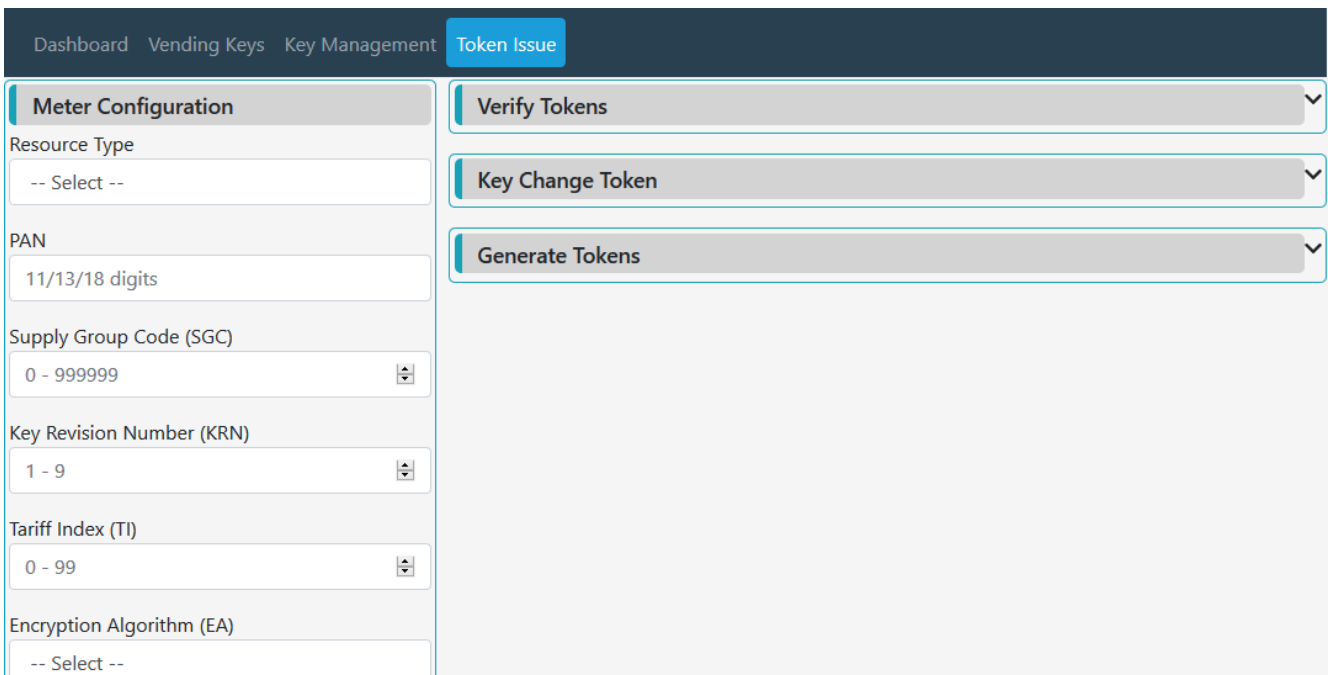 Dashboard Vending Keys Key Management Token Issue
Meter Configuration
Resource Type
-- Select --
PAN
11/13/18 digits
Supply Group Code (SGC)
0 - 999999
Key Revision Number (KRN)
1 - 9
Tariff Index (TI)
0 - 99
Encryption Algorithm (EA)
-- Select --
Verify Tokens
Key Change Token
Generate Tokens